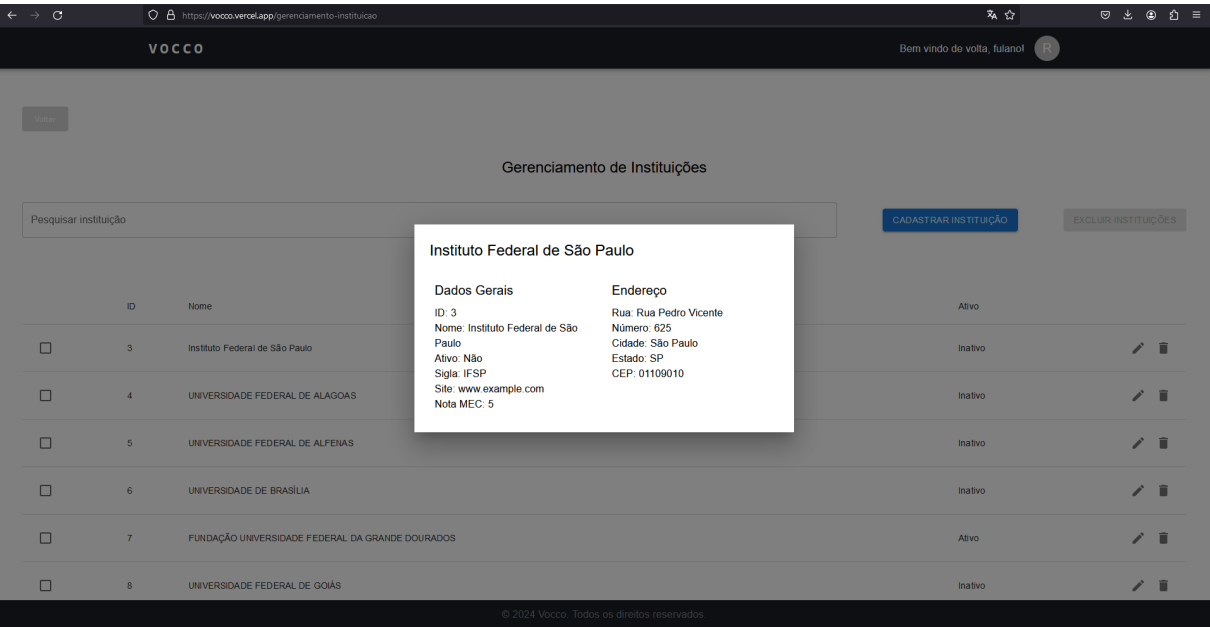 https://vocco.vercel.app/gerenciamento-instituicao
VOCCO
Bem vindo de volta, fulano!
R
Voltar
Gerenciamento de Instituições
Pesquisar instituição
CADASTRAR INSTITUIÇÃO
EXCLUIR INSTITUIÇÕES
Instituto Federal de São Paulo
Dados Gerais
ID: 3
Nome: Instituto Federal de São
Paulo
Ativo: Não
Sigla: IFSP
Site: www.example.com
Nota MEC: 5
Endereço
Rua: Rua Pedro Vicente
Número: 625
Cidade: São Paulo
Estado: SP
CEP: 01109010
ID Nome Ativo
3 Instituto Federal de São Paulo Inativo
4 UNIVERSIDADE FEDERAL DE ALAGOAS Inativo
5 UNIVERSIDADE FEDERAL DE ALFENAS Inativo
6 UNIVERSIDADE DE BRASÍLIA Inativo
7 FUNDAÇÃO UNIVERSIDADE FEDERAL DA GRANDE DOURADOS Ativo
8 UNIVERSIDADE FEDERAL DE GOIÁS Inativo
© 2024 Vocco. Todos os direitos reservados.